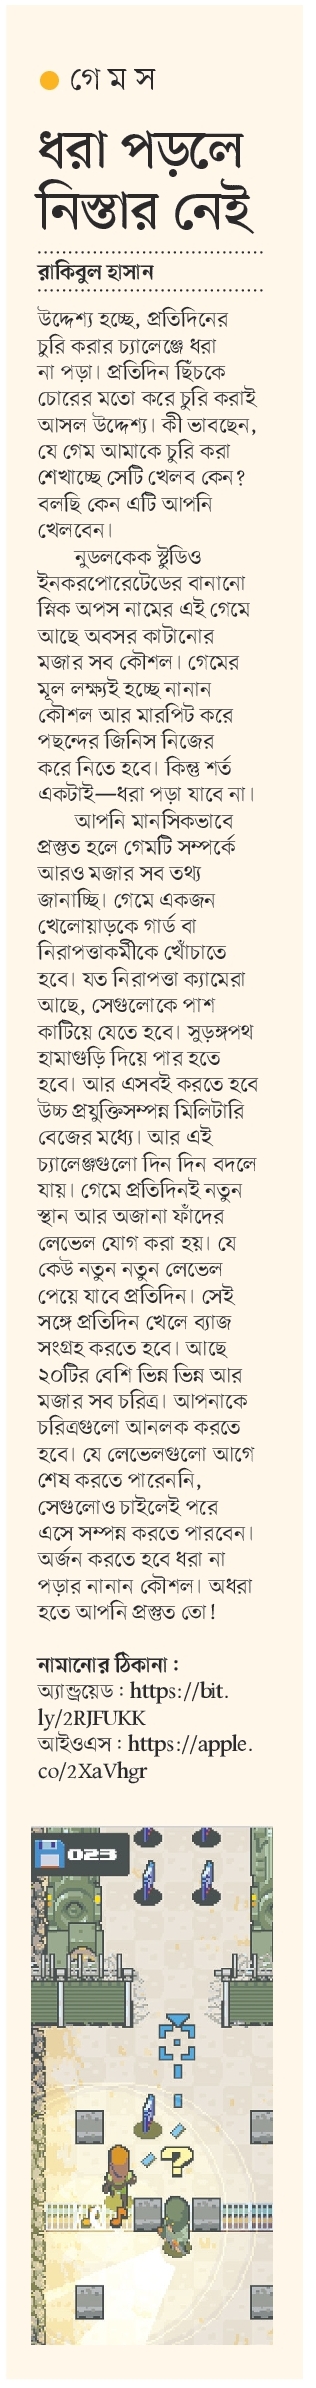 গেমস
ধরা পড়লে
নিস্তার নেই
রাকিবুল হাসান
উদ্দেশ্য হচ্ছে, প্রতিদিনের
চুরি করার চ্যালেঞ্জে ধরা
না পড়া। প্রতিদিন ছিঁচকে
চোরের মতো করে চুরি করাই
আসল উদ্দেশ্য। কী ভাবছেন,
যে গেম আমাকে চুরি করা
শেখাচ্ছে সেটি খেলব কেন?
বলছি কেন এটি আপনি
খেলবেন।
নুডলকেক স্টুডিও
ইনকরপোরেটেডের বানানো
স্নিক অপস নামের এই গেমে
আছে অবসর কাটানোর
মজার সব কৌশল। গেমের
মূল লক্ষ্যই হচ্ছে নানান
কৌশল আর মারপিট করে
পছন্দের জিনিস নিজের
করে নিতে হবে। কিন্তু শর্ত
একটাই—ধরা পড়া যাবে না।
আপনি মানসিকভাবে
প্রস্তুত হলে গেমটি সম্পর্কে
আরও মজার সব তথ্য
জানাচ্ছি। গেমে একজন
খেলোয়াড়কে গার্ড বা
নিরাপত্তাকর্মীকে খোঁচাতে
হবে। যত নিরাপত্তা ক্যামেরা
আছে, সেগুলোকে পাশ
কাটিয়ে যেতে হবে। সুড়ঙ্গপথ
হামাগুড়ি দিয়ে পার হতে
হবে। আর এসবই করতে হবে
উচ্চ প্রযুক্তিসম্পন্ন মিলিটারি
বেজের মধ্যে। আর এই
চ্যালেঞ্জগুলো দিন দিন বদলে
যায়। গেমে প্রতিদিনই নতুন
স্থান আর অজানা ফাঁদের
লেভেল যোগ করা হয়। যে
কেউ নতুন নতুন লেভেল
পেয়ে যাবে প্রতিদিন। সেই
সঙ্গে প্রতিদিন খেলে ব্যাজ
সংগ্রহ করতে হবে। আছে
২০টির বেশি ভিন্ন ভিন্ন আর
মজার সব চরিত্র। আপনাকে
চরিত্রগুলো আনলক করতে
হবে। যে লেভেলগুলো আগে
শেষ করতে পারেননি,
সেগুলোও চাইলেই পরে
এসে সম্পন্ন করতে পারবেন।
অর্জন করতে হবে ধরা না
পড়ার নানান কৌশল। অধরা
হতে আপনি প্রস্তুত তো!
নামানোর ঠিকানা :
অ্যান্ড্রয়েড : https://bit.
ly/2RJFUKK
আইওএস : https://apple.
co/2XaVhgr
023
?